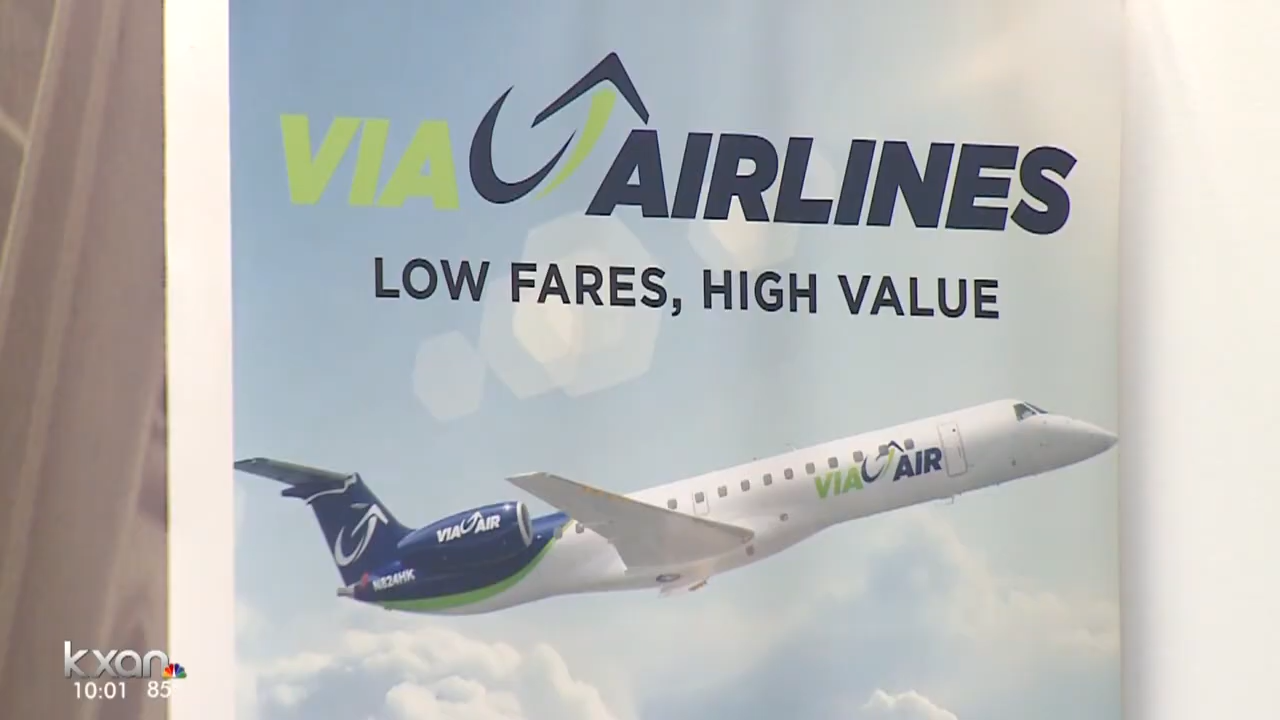 VIA AIRLINES
LOW FARES, HIGH VALUE
VIA AIR
VIA AIR
N824HK
kxan
10:01 85